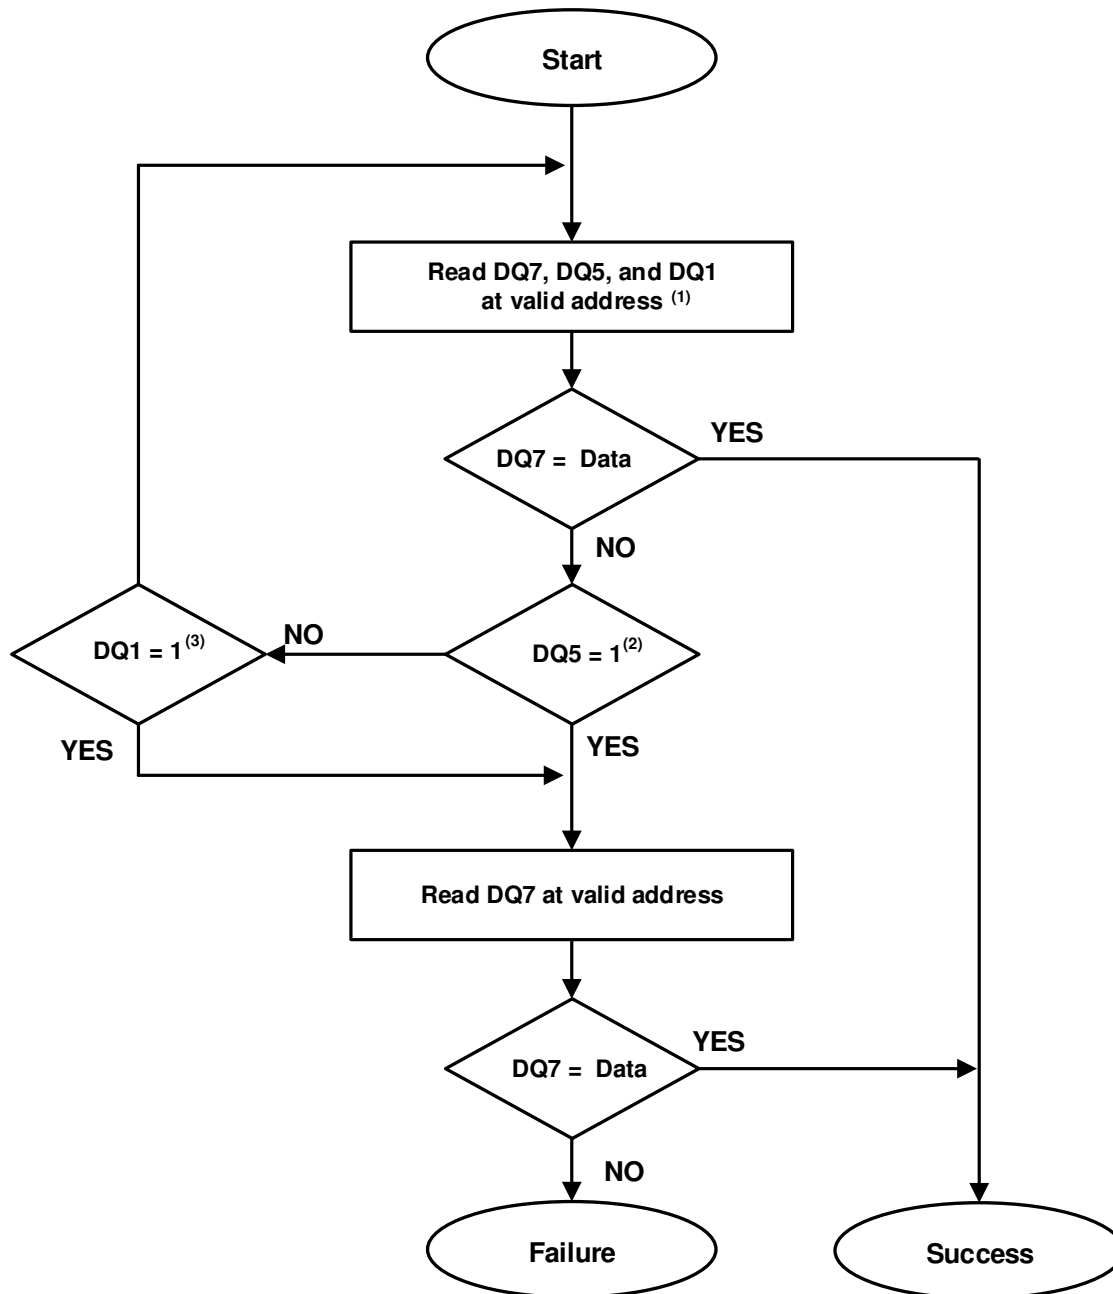 Start
Read DQ7, DQ5, and DQ1
at valid address (1)
DQ7 = Data
YES
NO
DQ5 = 1(2)
NO
DQ1 = 1(3)
YES
YES
Read DQ7 at valid address
DQ7 = Data
YES
NO
Failure
Success